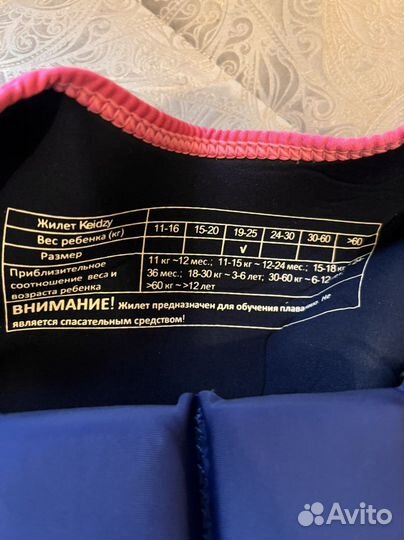 Жилет Keidzy 11-16 15-20 19-25 24-30 30-60 >60
Вес ребенка (кг) √
Размер 11 кг ~12 мес.; 11-15 кг ~ 12-24 мес.; 15-18 кг
Приблизительное 36 мес.; 18-30 кг ~ 3-6 лет; 30-60 кг ~ 6-12
соотношение веса и >60 кг ~ >12 лет
возраста ребенка
ВНИМАНИЕ! Жилет предназначен для обучения Не
является спасательным средством!
Avito